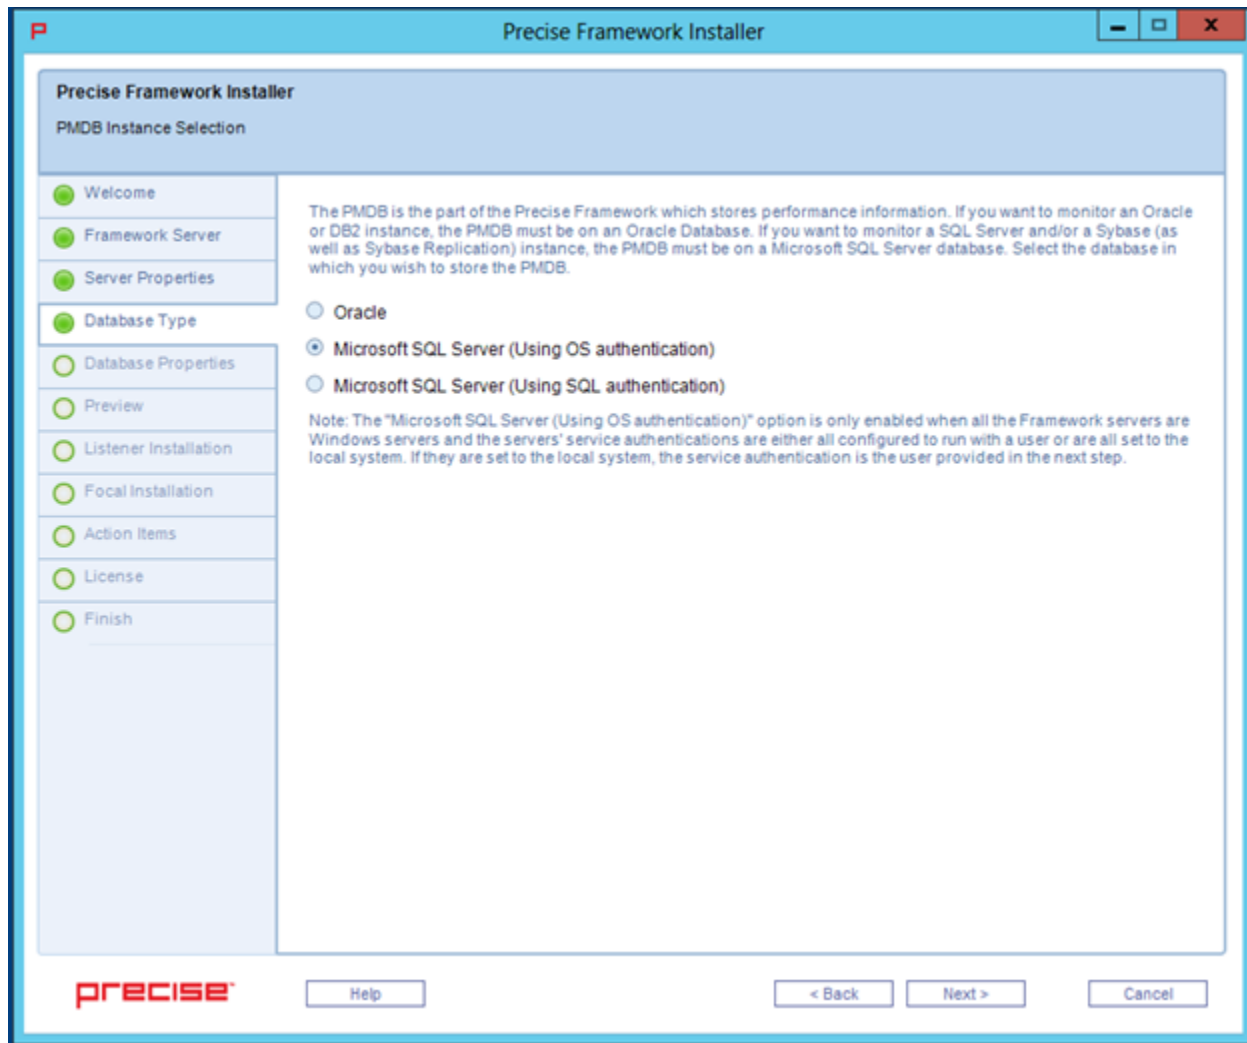 P
Precise Framework Installer
x
Precise Framework Installer
PMDB Instance Selection
Welcome
Framework Server
Server Properties
Database Type
Database Properties
Preview
Listener Installation
Focal Installation
Action Items
License
Finish
The PMDB is the part of the Precise Framework which stores performance information. If you want to monitor an Oracle
or DB2 instance, the PMDB must be on an Oracle Database. If you want to monitor a SQL Server and/or a Sybase (as
well as Sybase Replication) instance, the PMDB must be on a Microsoft SQL Server database. Select the database in
which you wish to store the PMDB.
Oracle
Microsoft SQL Server (Using OS authentication)
Microsoft SQL Server (Using SQL authentication)
Note: The "Microsoft SQL Server (Using OS authentication)" option is only enabled when all the Framework servers are
Windows servers and the servers' service authentications are either all configured to run with a user or are all set to the
local system. If they are set to the local system, the service authentication is the user provided in the next step.
precise
Help
< Back
Next >
Cancel